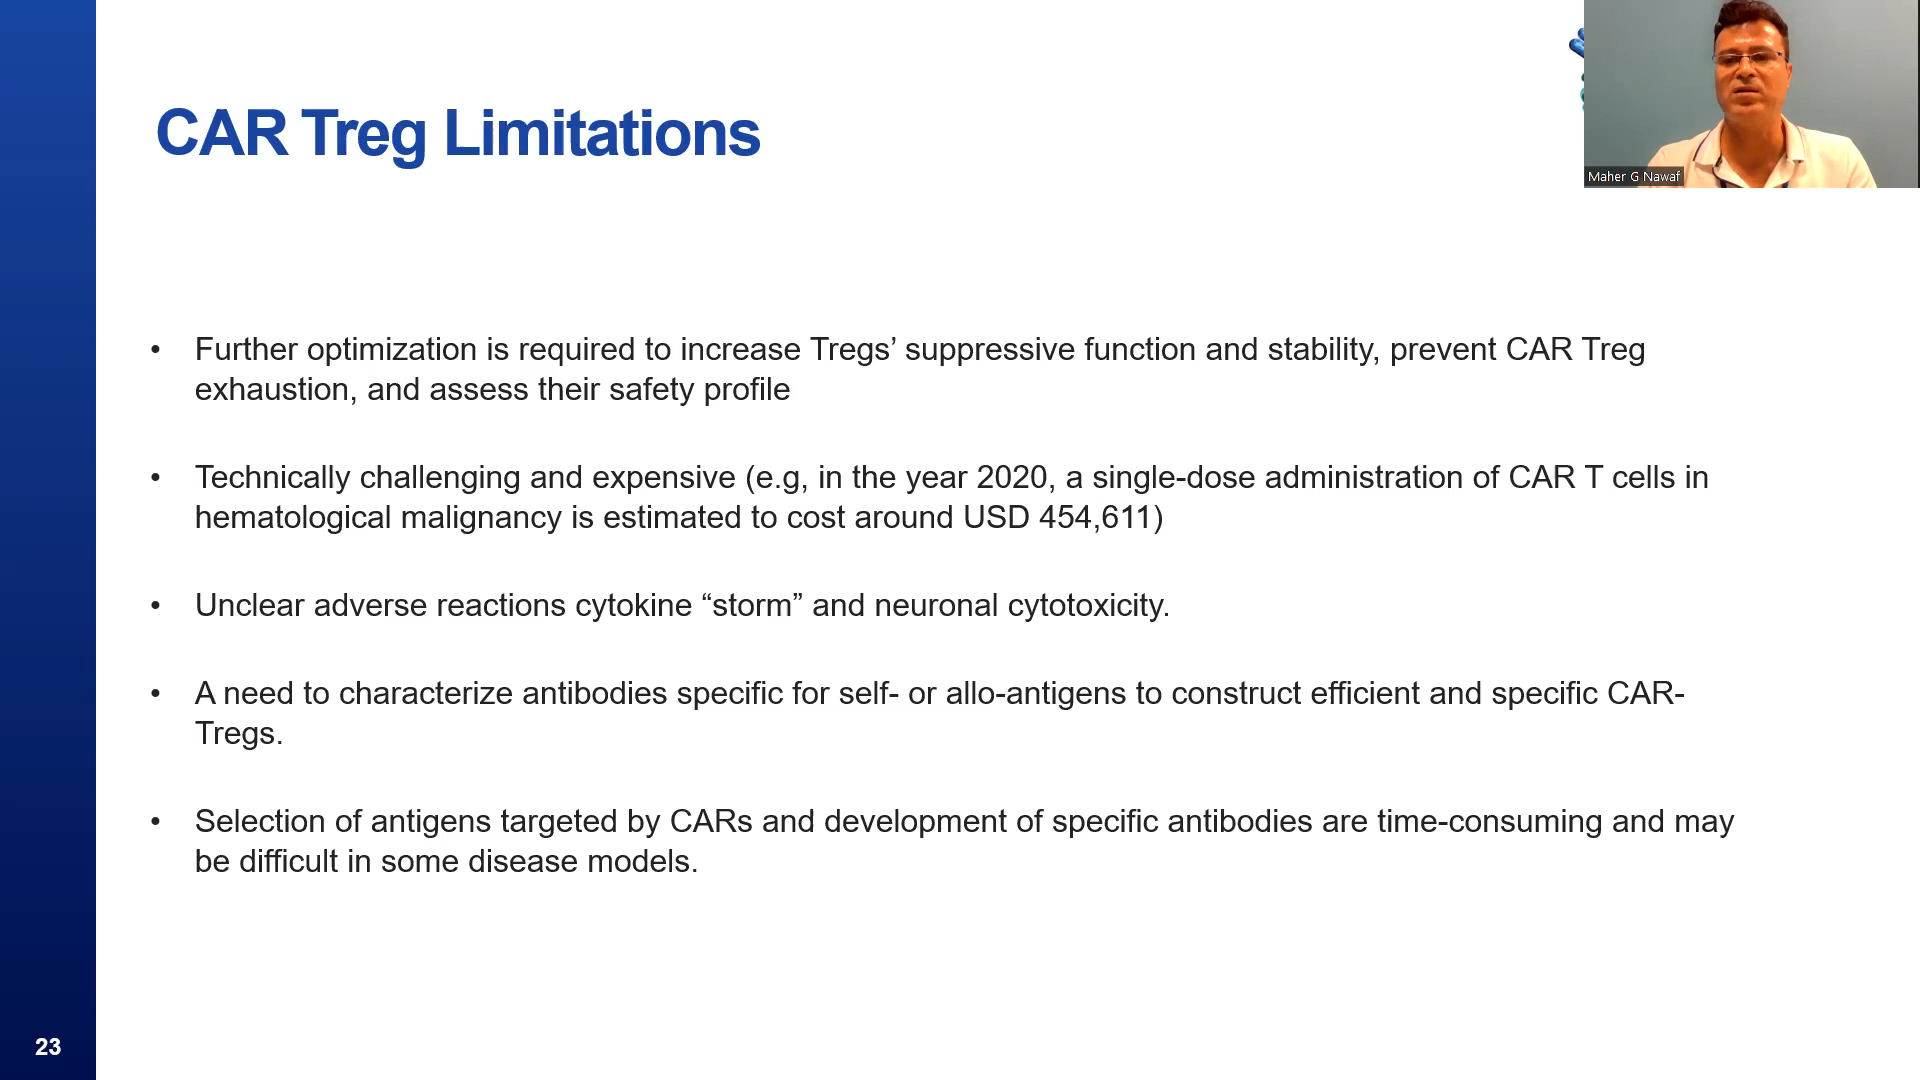 CAR Treg Limitations
Maher G Nawaf
• Further optimization is required to increase Tregs’ suppressive function and stability, prevent CAR Treg
exhaustion, and assess their safety profile
• Technically challenging and expensive (e.g, in the year 2020, a single-dose administration of CAR T cells in
hematological malignancy is estimated to cost around USD 454,611)
• Unclear adverse reactions cytokine “storm” and neuronal cytotoxicity.
• A need to characterize antibodies specific for self- or allo-antigens to construct efficient and specific CAR-
Tregs.
• Selection of antigens targeted by CARs and development of specific antibodies are time-consuming and may
be difficult in some disease models.
23